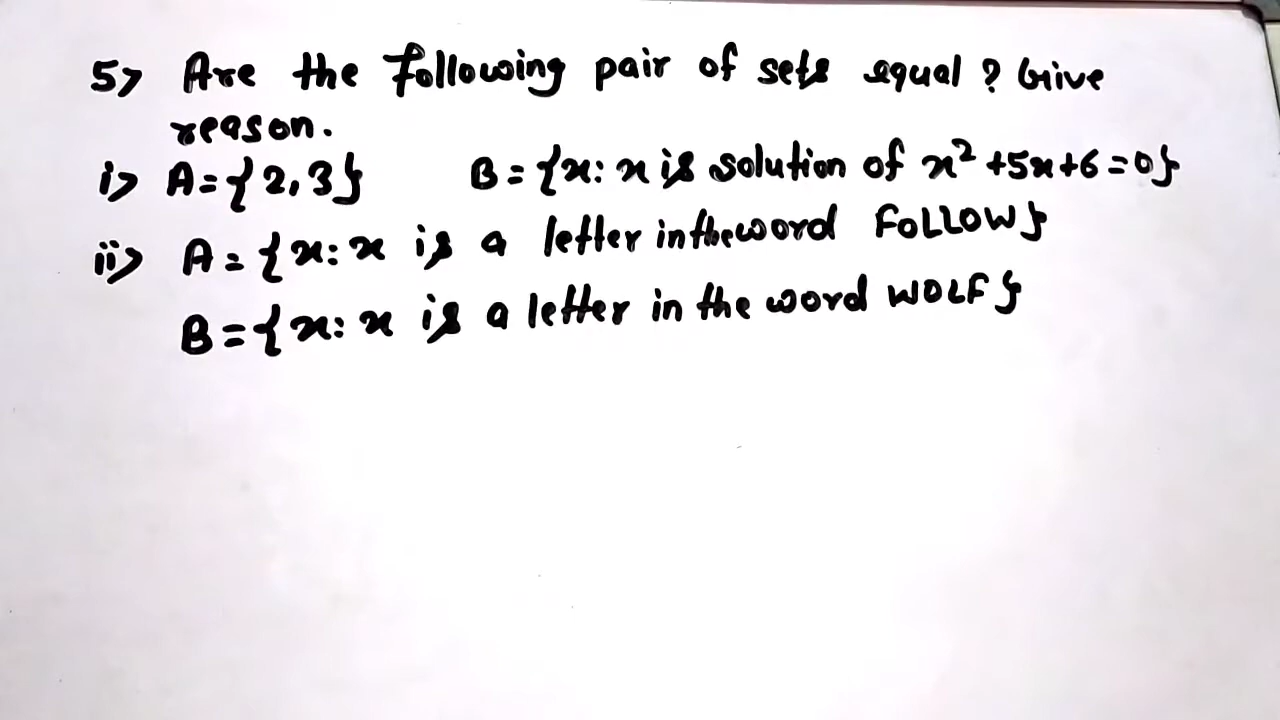 5) Are the following pair of sets equal? Give
reason.
i) A={2,3} B={x: x is solution of x²+5x+6=0}
ii) A={x: x is a letter in the word FOLLOW}
B={x: x is a letter in the word WOLF}